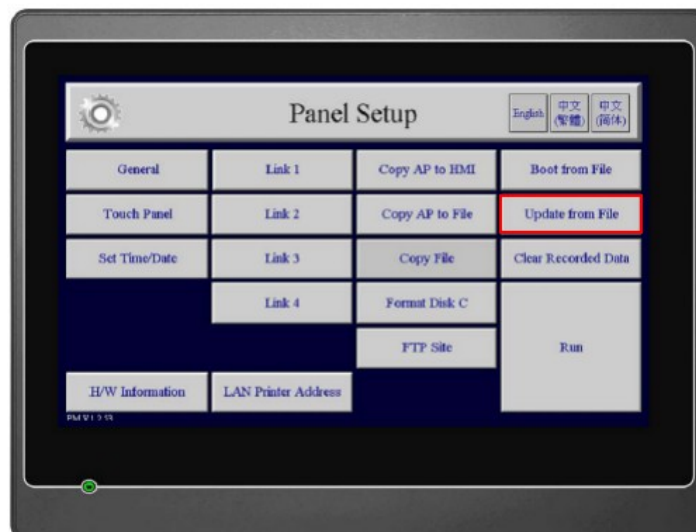 Panel Setup
English
中文
(繁體)
中文
(简体)
General
Link 1
Copy AP to HMI
Boot from File
Touch Panel
Link 2
Copy AP to File
Update from File
Set Time/Date
Link 3
Copy File
Clear Recorded Data
Link 4
Format Disk C
FTP Site
Run
H/W Information
LAN Printer Address